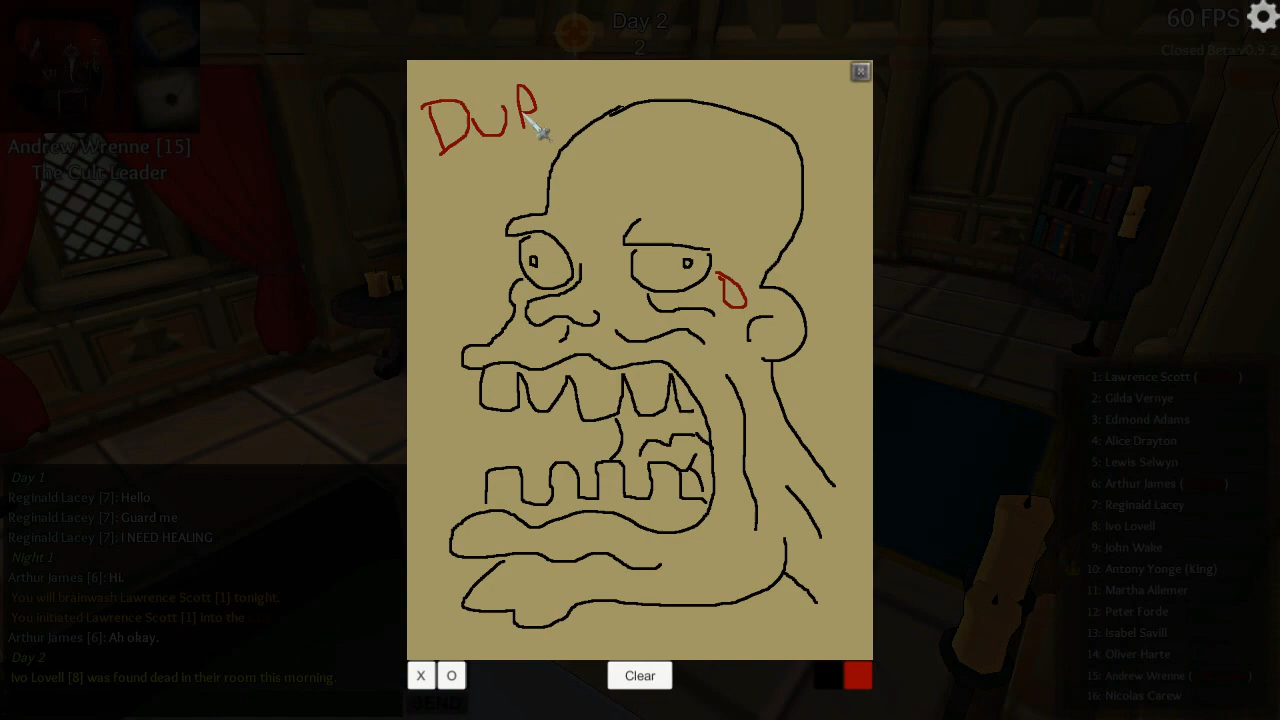 Day 2
2
60 FPS
Closed Beta v0.9.2
DUP
Andrew Wrenne [15]
The Cult Leader
1: Lawrence Scott ( )
2: Gilda Vernye
3: Edmond Adams
4: Alice Drayton
5: Lewis Selwyn
6: Arthur James ( )
7: Reginald Lacey
8: Ivo Lovell
9: John Wake
10: Antony Yonge (King)
11: Martha Ailemer
12: Peter Forde
13: Isabel Savill
14: Oliver Harte
15: Andrew Wrenne ( )
16: Nicolas Carew
Day 1
Reginald Lacey [7]: Hello
Reginald Lacey [7]: Guard me
Reginald Lacey [7]: I NEED HEALING
Night 1
Arthur James [6]: Hi.
You will brainwash Lawrence Scott [1] tonight.
You initiated Lawrence Scott [1] into the
Arthur James [6]: Ah okay.
Day 2
Ivo Lovell [8] was found dead in their room this morning.
X O Clear
SEND